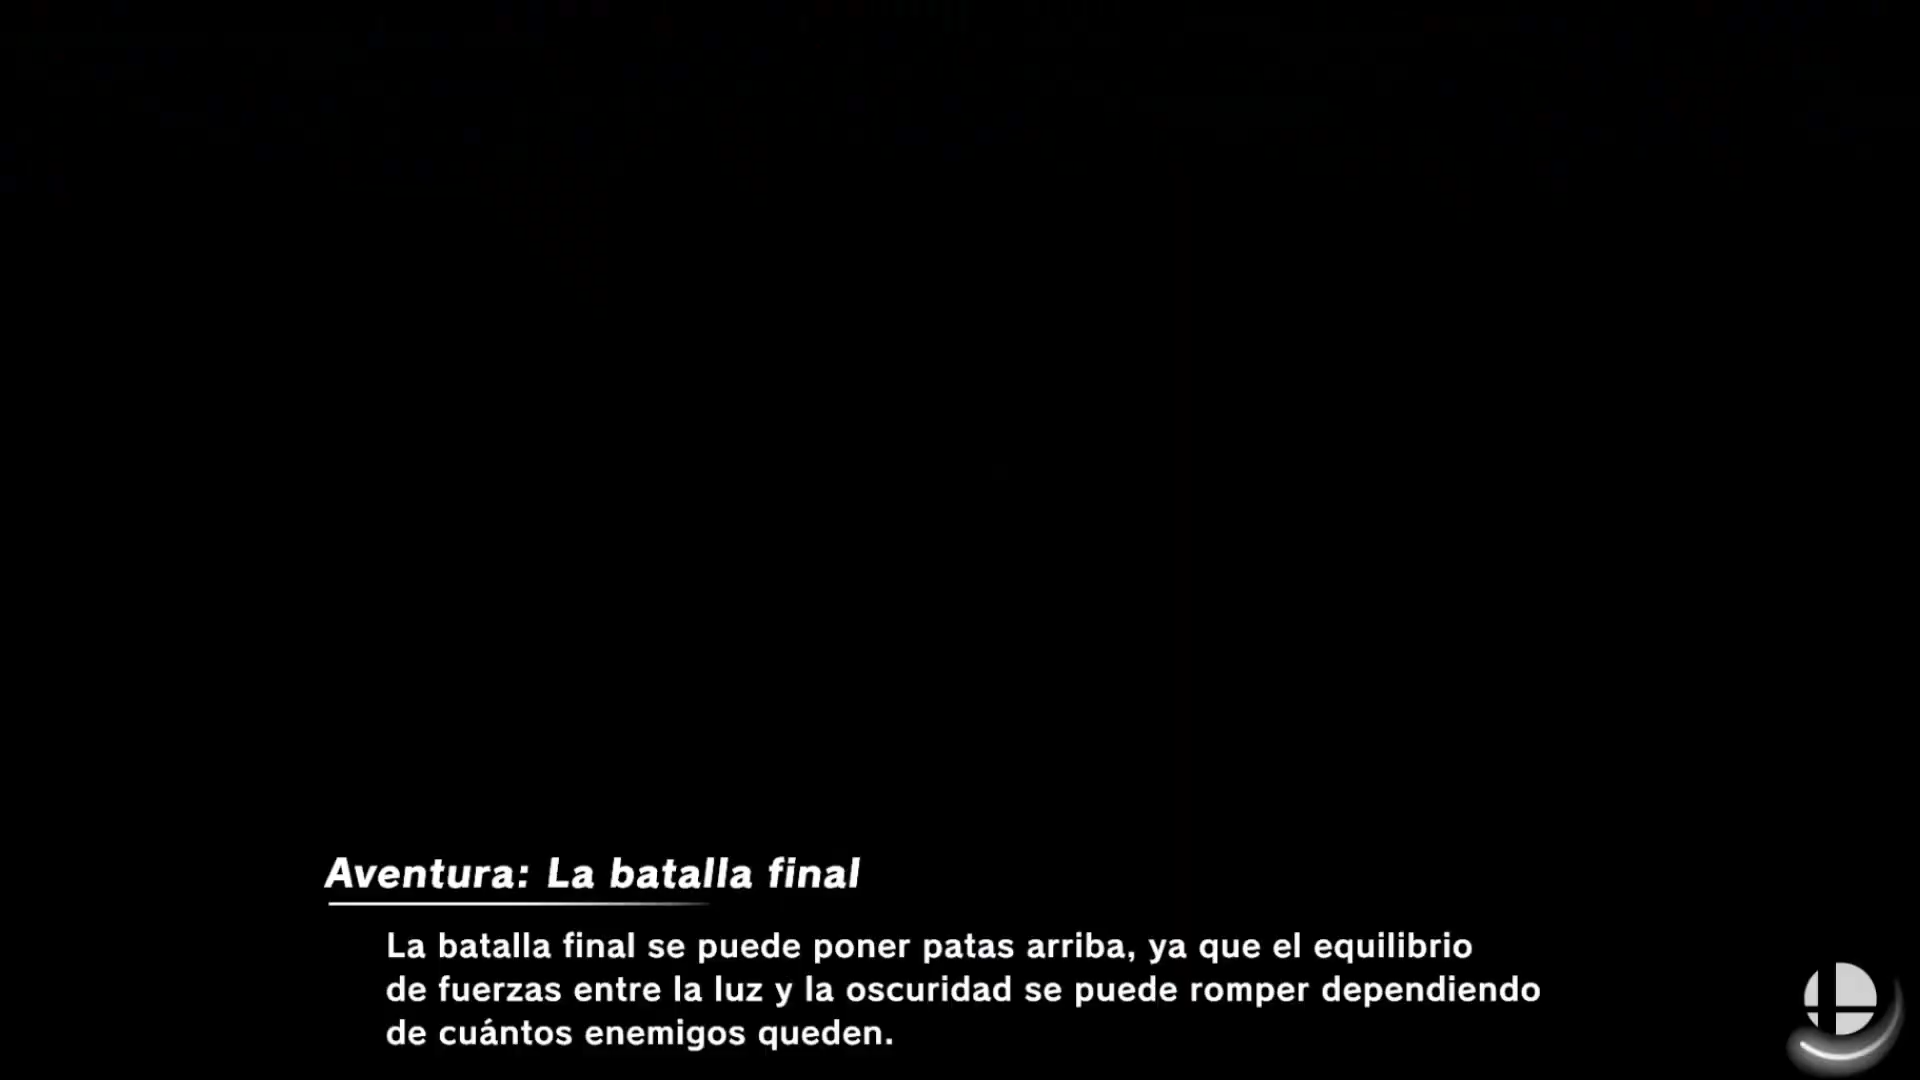 Aventura: La batalla final
La batalla final se puede poner patas arriba, ya que el equilibrio
de fuerzas entre la luz y la oscuridad se puede romper dependiendo
de cuántos enemigos queden.